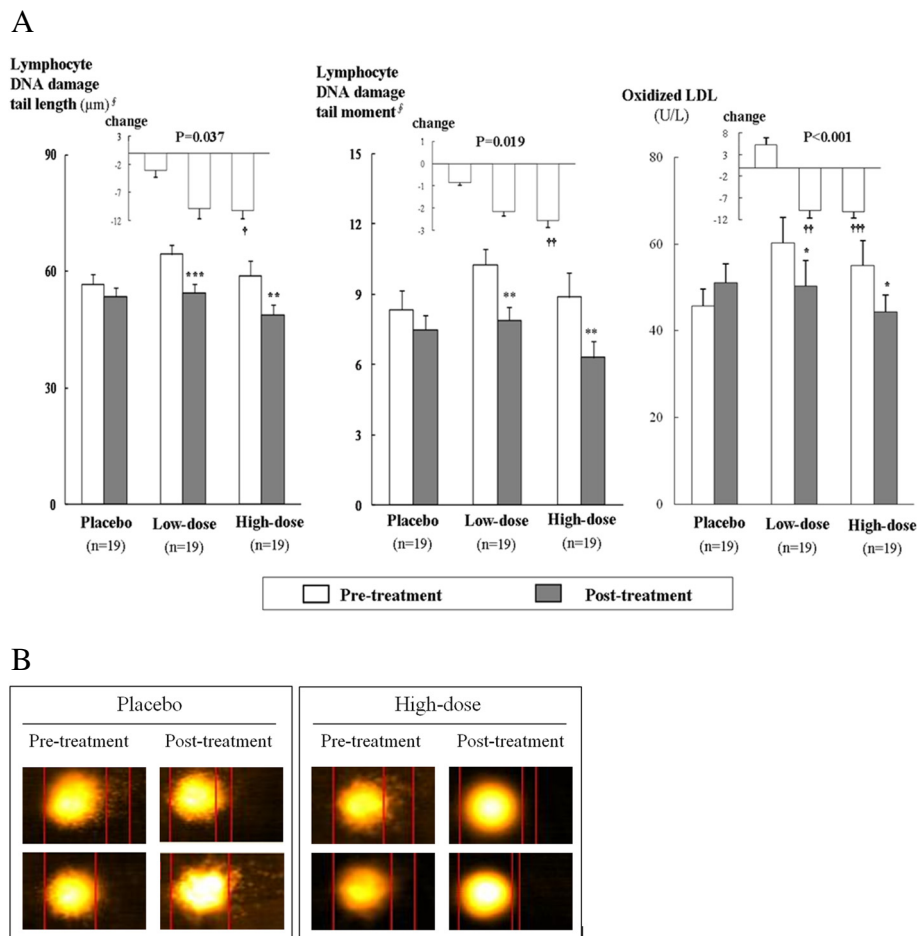 A
Lymphocyte
DNA damage
tail length (μm) ∮
change
P=0.037
3
-2
-7
-12
†
90
60
30
0
***
**
Placebo
Low-dose
High-dose
(n=19)
(n=19)
(n=19)
Lymphocyte
DNA damage
tail moment ∮
change
P=0.019
1
0
-1
-2
-3
††
15
12
9
6
3
0
**
**
Placebo
Low-dose
High-dose
(n=19)
(n=19)
(n=19)
Oxidized LDL
(U/L)
change
P<0.001
8
3
-2
-7
-12
††
†††
80
60
40
20
0
*
*
Placebo
Low-dose
High-dose
(n=19)
(n=19)
(n=19)
Pre-treatment
Post-treatment
B
Placebo
Pre-treatment
Post-treatment
High-dose
Pre-treatment
Post-treatment